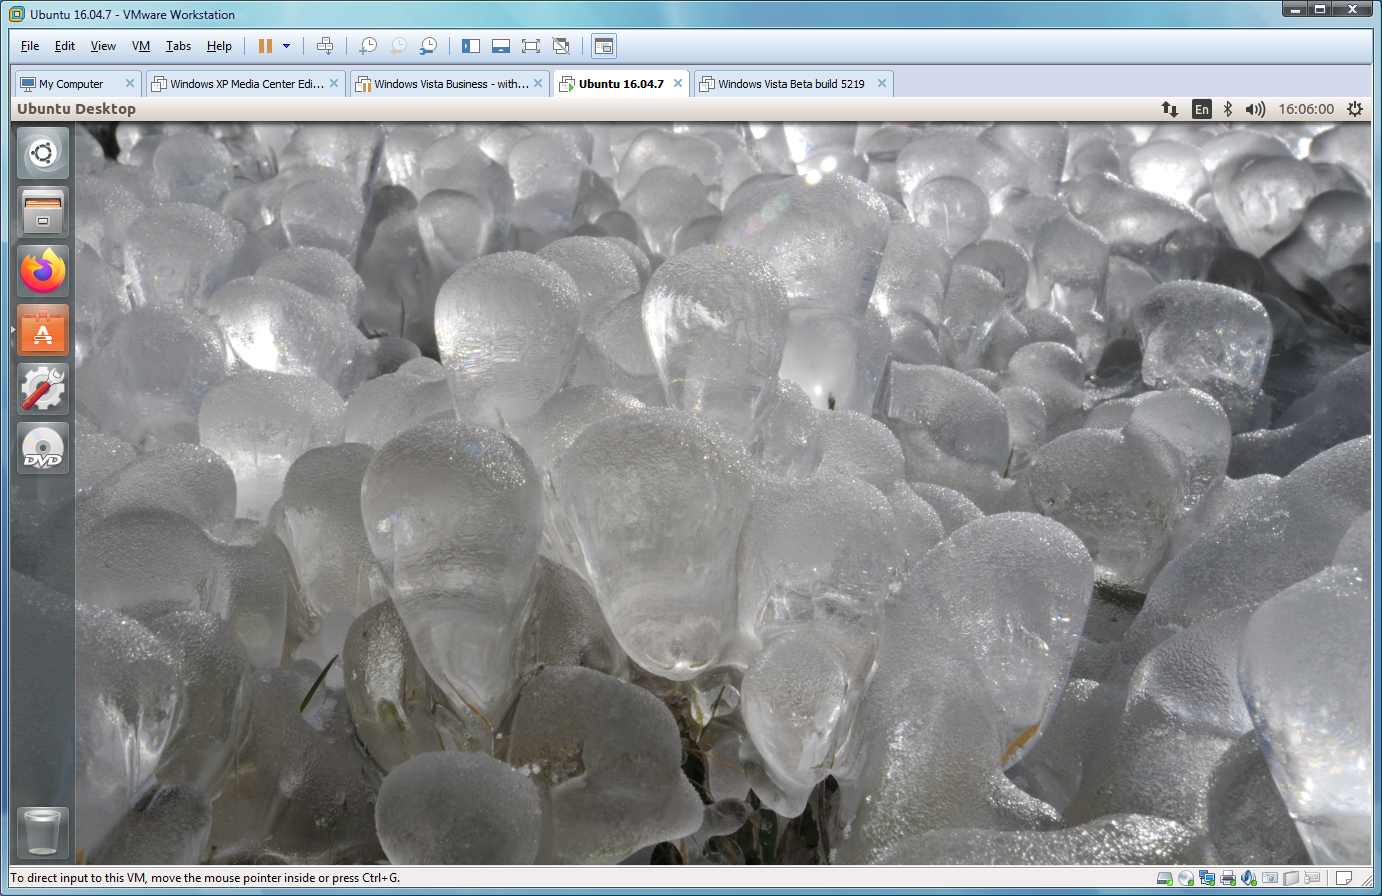 Ubuntu 16.04.7 - VMware Workstation
File Edit View VM Tabs Help
My Computer Windows XP Media Center Edi... Windows Vista Business - with... Ubuntu 16.04.7 Windows Vista Beta build 5219
Ubuntu Desktop En 16:06:00
A
DVD
To direct input to this VM, move the mouse pointer inside or press Ctrl+G.